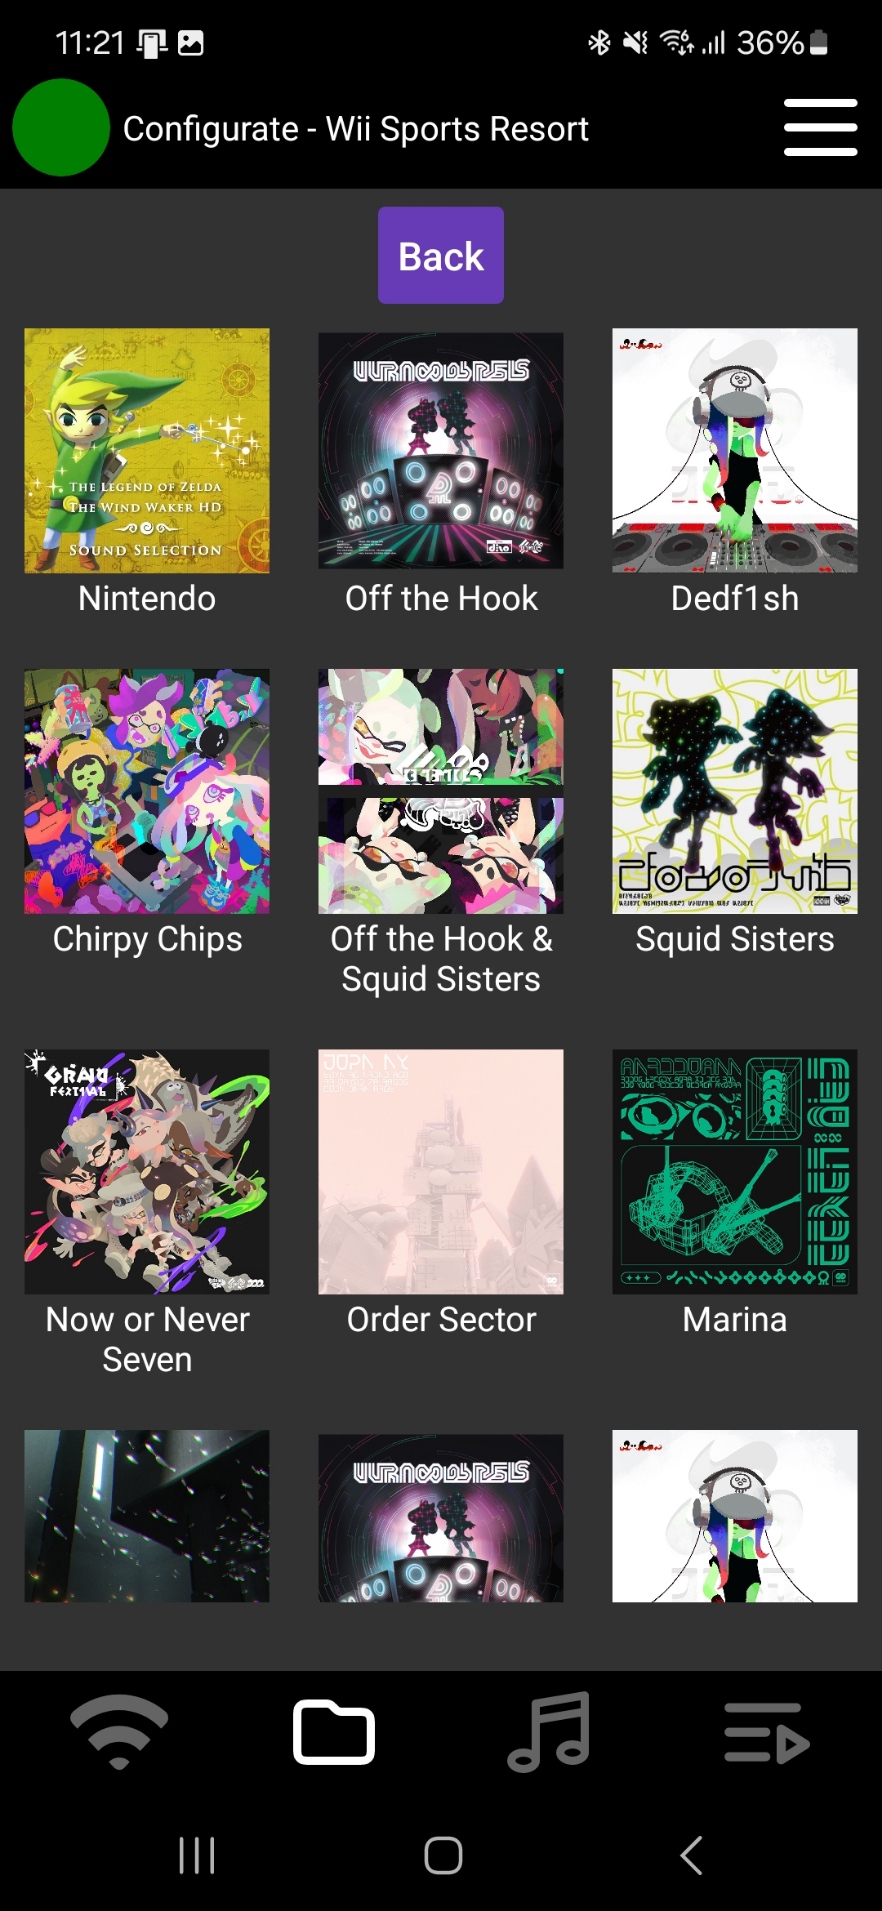 11:21
36%
Configurate - Wii Sports Resort
Back
THE LEGEND OF ZELDA
THE WIND WAKER HD
SOUND SELECTION
Nintendo
Off the Hook
Dedf1sh
Chirpy Chips
Off the Hook &
Squid Sisters
Squid Sisters
Now or Never
Seven
Order Sector
Marina